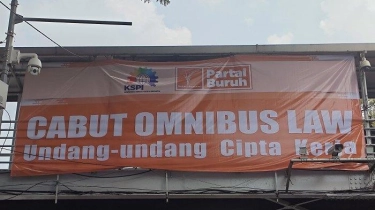 KSPI
Partai
Buruh
CABUT OMNIBUS LAW
Undang-undang Cipta Kerja